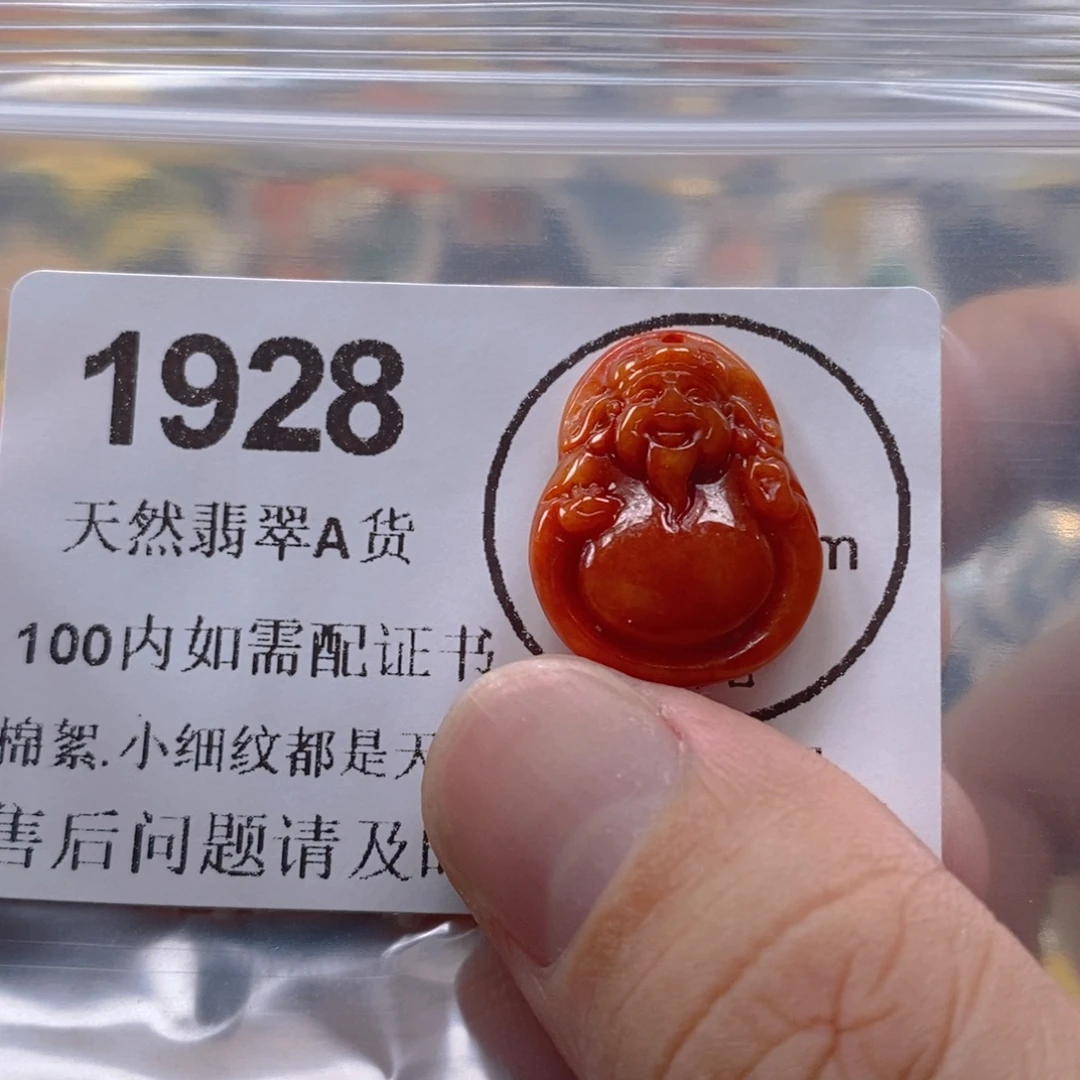 1928
天然翡翠A货
m
100内如需配证书
棉絮.小细纹都是天
售后问题请及